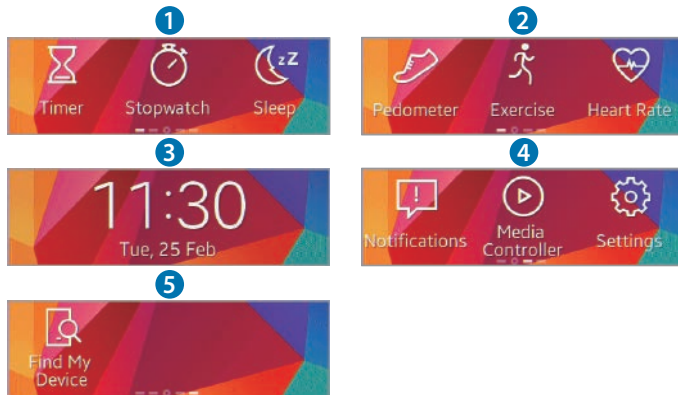 1
Timer Stopwatch Sleep
2
Pedometer Exercise Heart Rate
3
11:30
Tue, 25 Feb
4
Notifications Media Controller Settings
5
Find My
Device